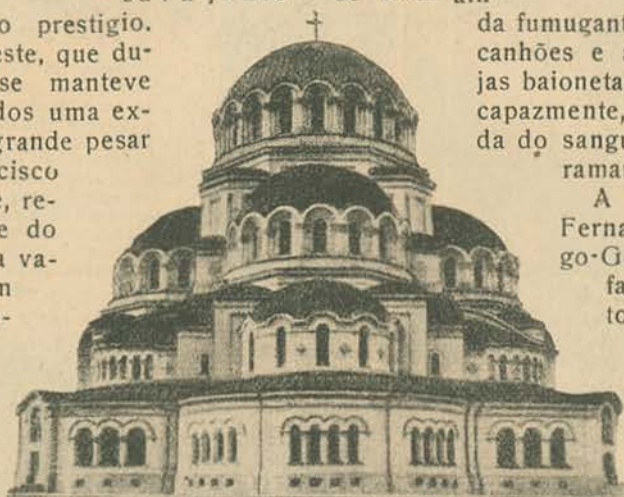 o prestigio.
este, que du-
se manteve
dos uma ex-
grande pesar
cisco
e, re-
e do
a va-
n
-
da fumugant
canhões e a
jas baioneta
capazmente,
da do sangu
rama
A
Ferna
go-G
fa
to